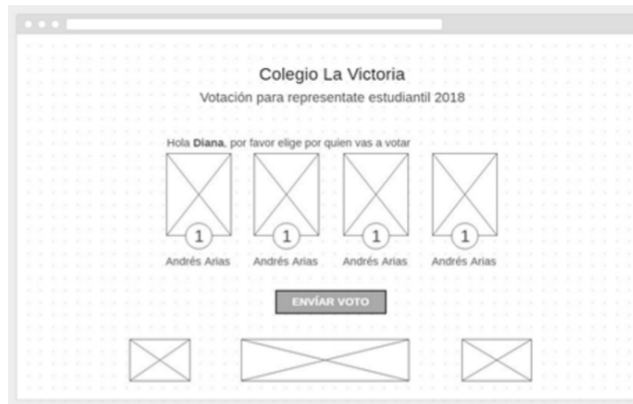 Colegio La Victoria
Votación para represetate estudiantil 2018
Hola Diana, por favor elige por quien vas a votar
1 1 1 1
Andrés Arias Andrés Arias Andrés Arias Andrés Arias
ENVÍAR VOTO